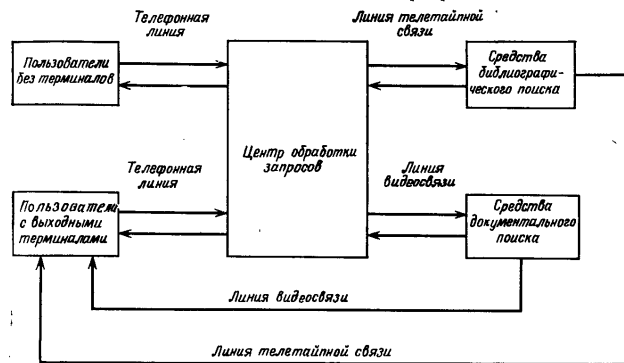 Телефонная
линия
Линия телетайпной
связи
Пользователи
без терминалов
Средства
библиографи-
ческого поиска
Центр обработки
запросов
Телефонная
линия
Линия
видеосвязи
Пользователи
с выходными
терминалами
Средства
документального
поиска
Линия видеосвязи
Линия телетайпной связи